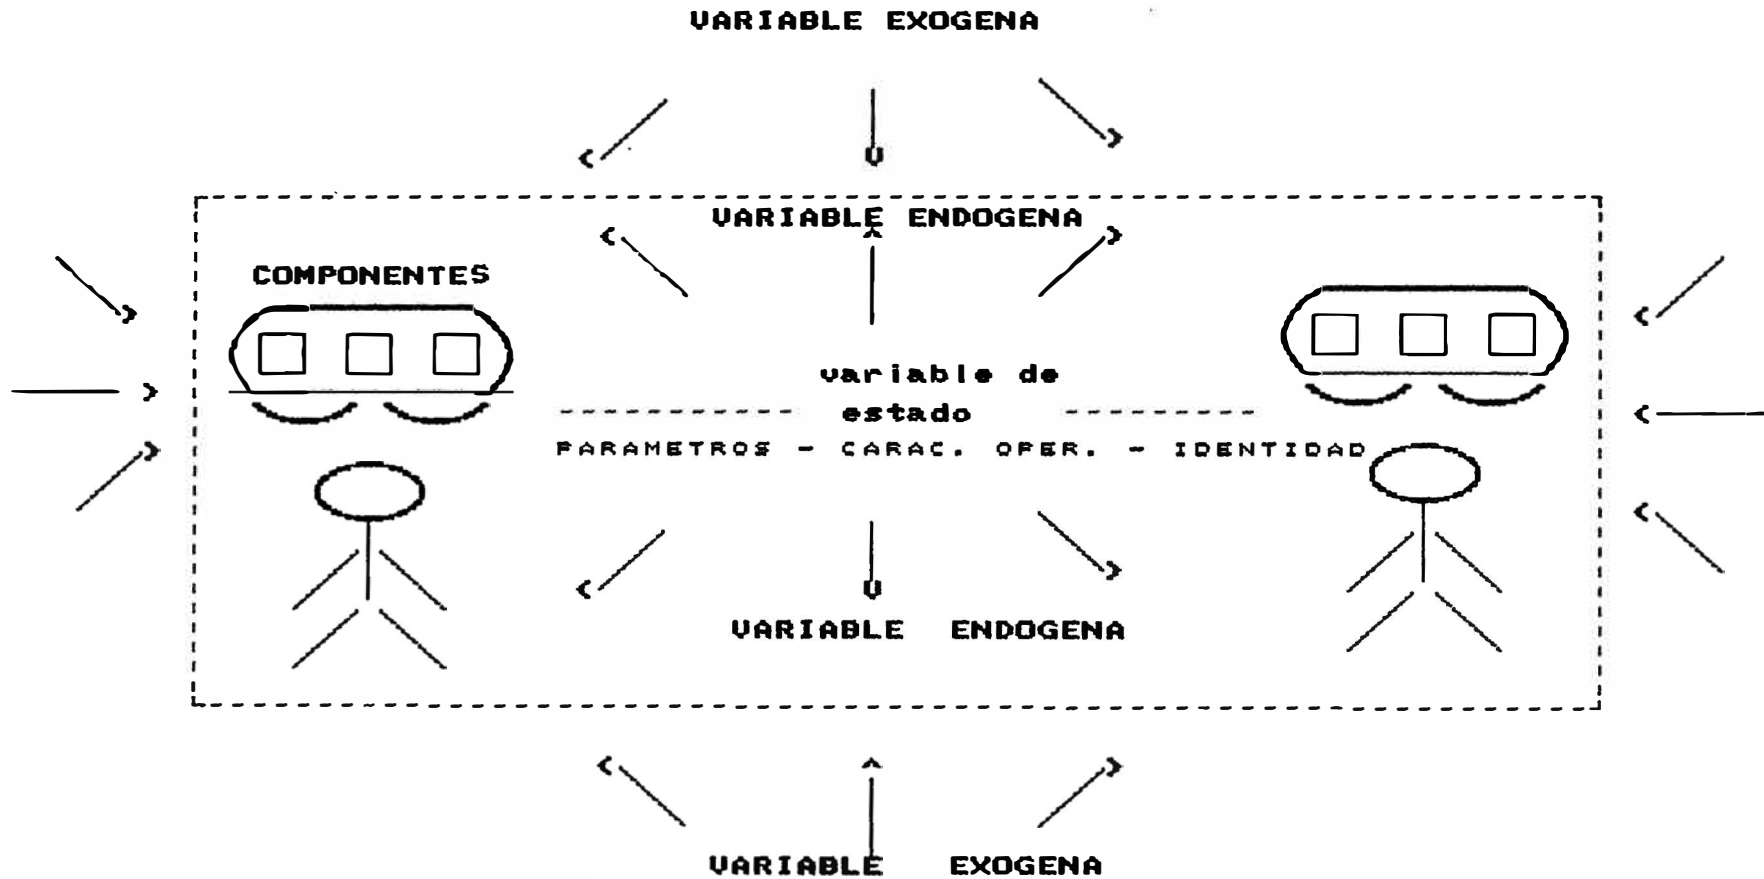 VARIABLE EXOGENA
VARIABLE ENDOGENA
COMPONENTES
variable de
estado
PARAMETROS - CARAC. OPER. - IDENTIDAD
VARIABLE ENDOGENA
VARIABLE EXOGENA